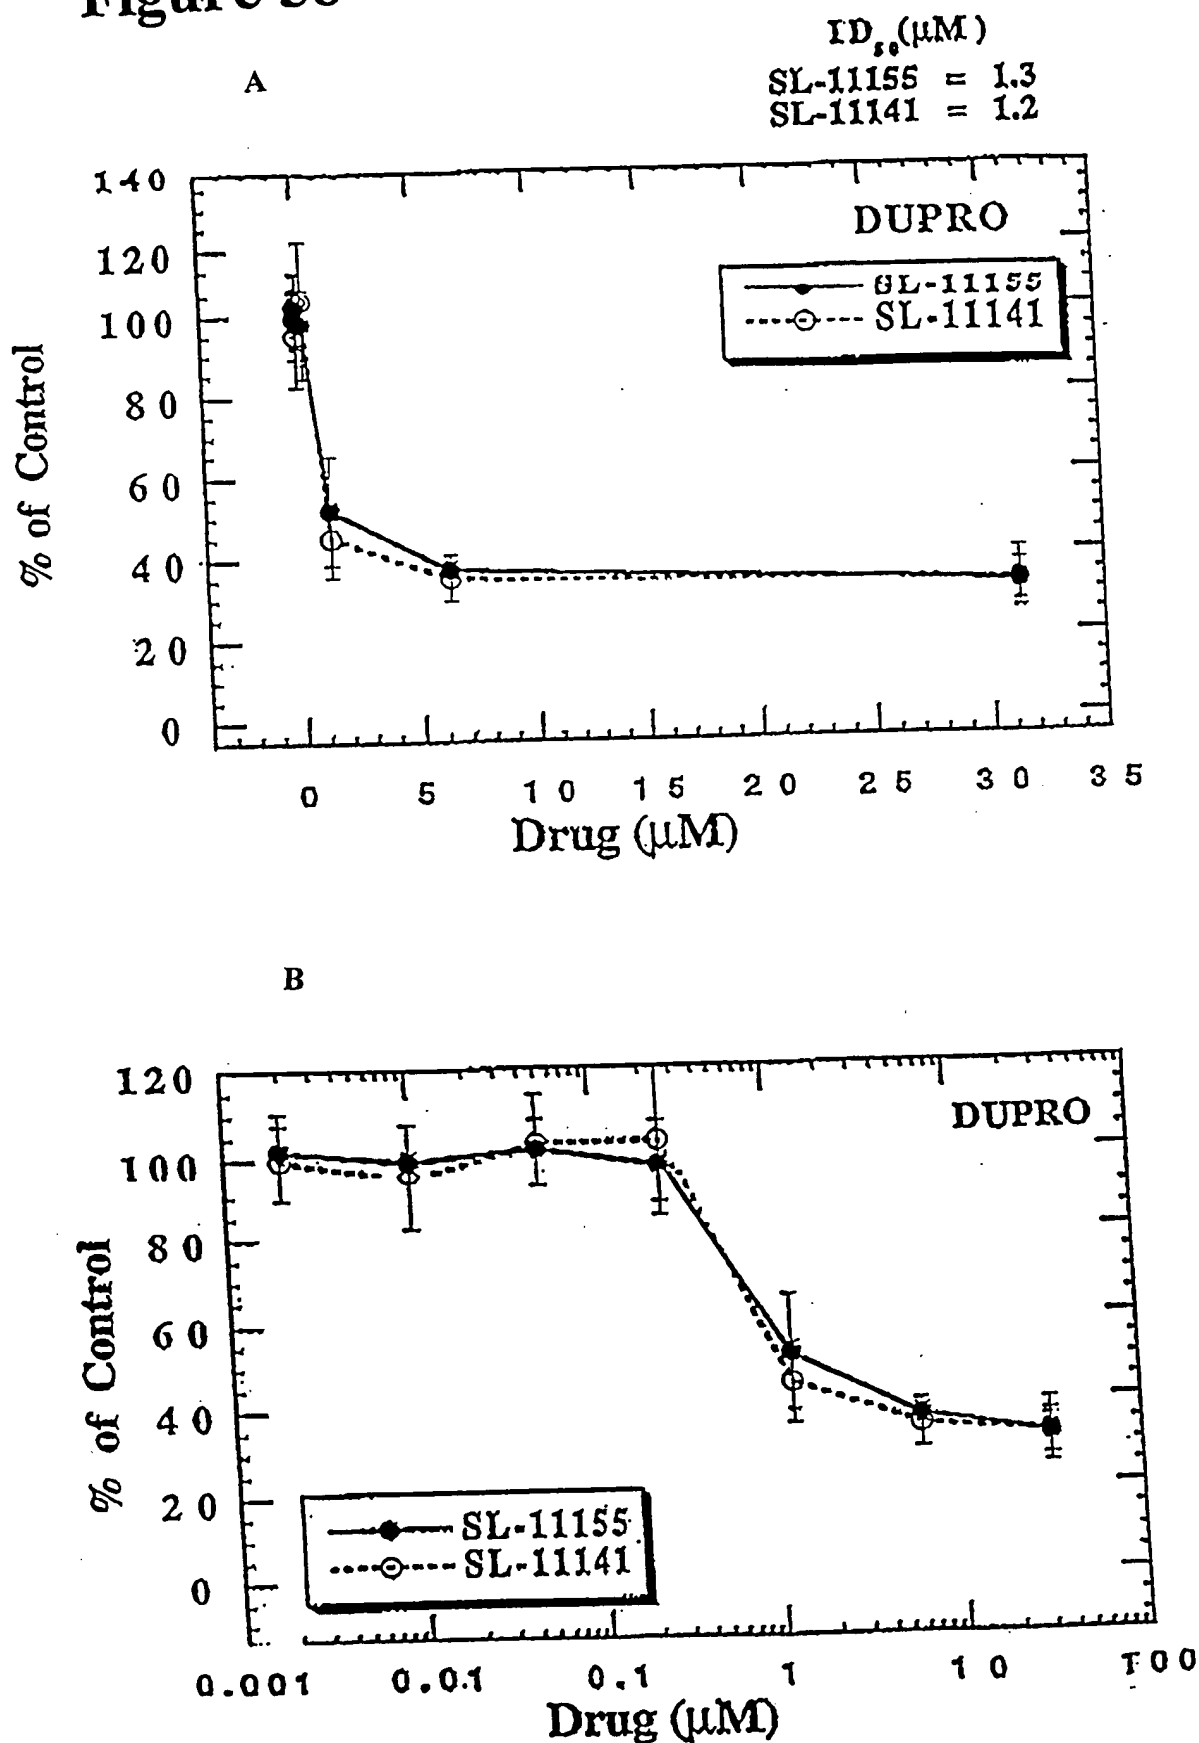 A
ID50(μM)
SL-11155 = 1.3
SL-11141 = 1.2
140
120
100
80
60
40
20
0
% of Control
DUPRO
SL-11155
SL-11141
0 5 10 15 20 25 30 35
Drug (μM)
B
120
100
80
60
40
20
0
% of Control
DUPRO
SL-11155
SL-11141
0.001 0.01 0.1 1 10 100
Drug (μM)